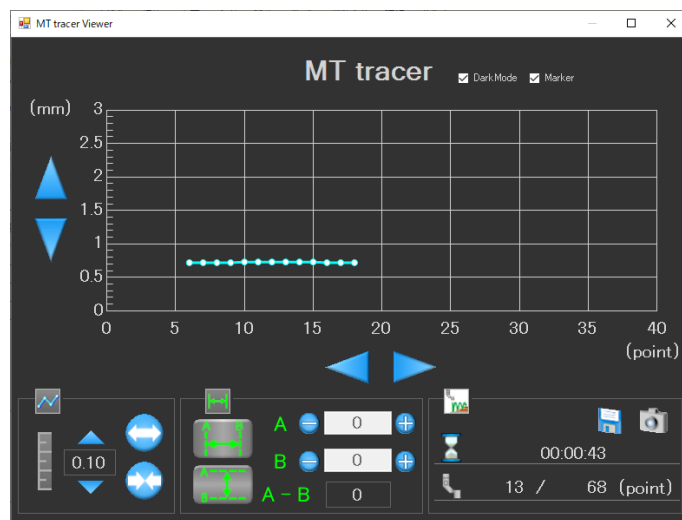 MT tracer Viewer
MT tracer
DarkMode
Marker
(mm)
3
2.5
2
1.5
1
0.5
0
0 5 10 15 20 25 30 35 40
(point)
0.10
A B
A 0
B 0
A
B
A - B 0
00:00:43
13 / 68 (point)